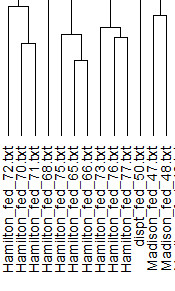 Hamilton_fed_72.txt
Hamilton_fed_70.txt
Hamilton_fed_71.txt
Hamilton_fed_68.txt
Hamilton_fed_75.txt
Hamilton_fed_65.txt
Hamilton_fed_66.txt
Hamilton_fed_73.txt
Hamilton_fed_76.txt
Hamilton_fed_77.txt
dispt_fed_50.txt
Madison_fed_47.txt
Madison_fed_48.txt